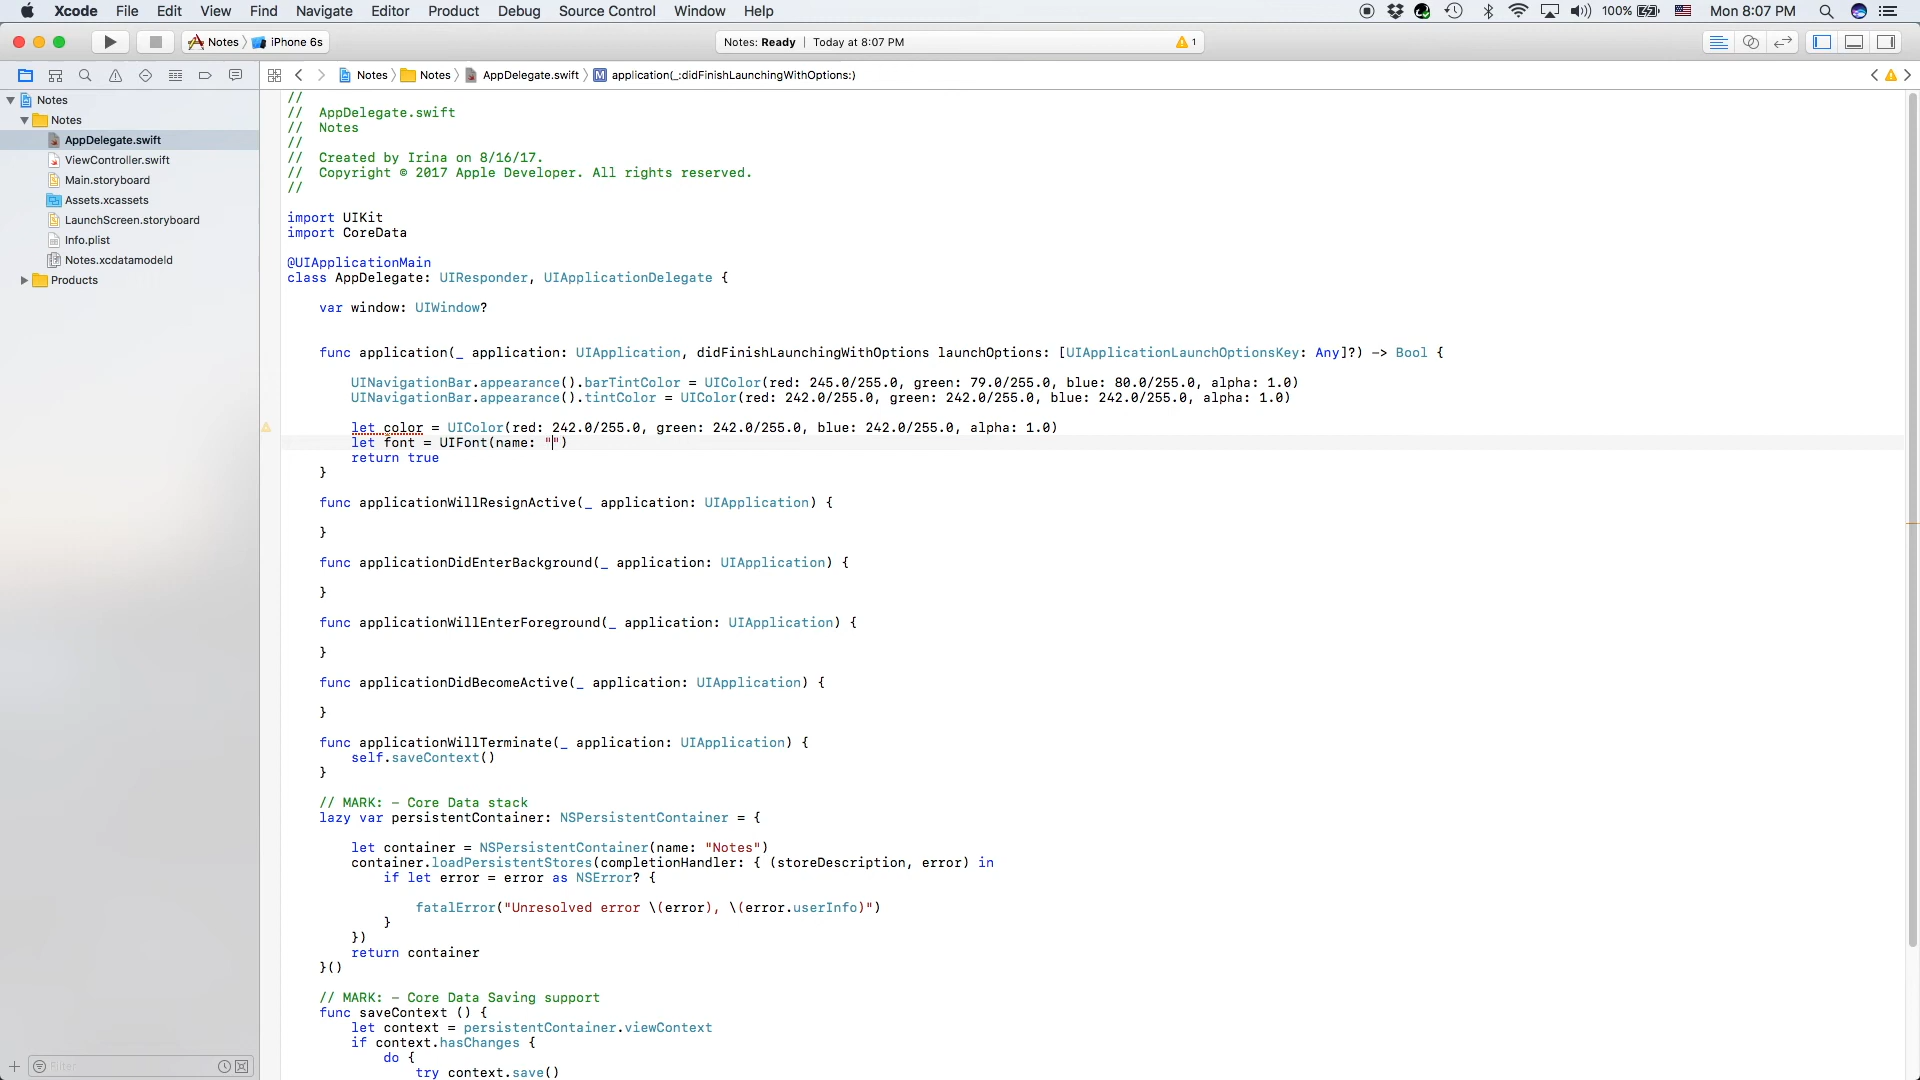 Xcode File Edit View Find Navigate Editor Product Debug Source Control Window Help 100% Mon 8:07 PM
Notes iPhone 6s Notes: Ready | Today at 8:07 PM 1
Notes Notes AppDelegate.swift M application(_:didFinishLaunchingWithOptions:)
Notes
Notes
AppDelegate.swift
ViewController.swift
Main.storyboard
Assets.xcassets
LaunchScreen.storyboard
Info.plist
Notes.xcdatamodeld
Products
Filter
//
// AppDelegate.swift
// Notes
//
// Created by Irina on 8/16/17.
// Copyright © 2017 Apple Developer. All rights reserved.
//
import UIKit
import CoreData
@UIApplicationMain
class AppDelegate: UIResponder, UIApplicationDelegate {
var window: UIWindow?
func application(_ application: UIApplication, didFinishLaunchingWithOptions launchOptions: [UIApplicationLaunchOptionsKey: Any]?) -> Bool {
UINavigationBar.appearance().barTintColor = UIColor(red: 245.0/255.0, green: 79.0/255.0, blue: 80.0/255.0, alpha: 1.0)
UINavigationBar.appearance().tintColor = UIColor(red: 242.0/255.0, green: 242.0/255.0, blue: 242.0/255.0, alpha: 1.0)
let color = UIColor(red: 242.0/255.0, green: 242.0/255.0, blue: 242.0/255.0, alpha: 1.0)
let font = UIFont(name: "")
return true
}
func applicationWillResignActive(_ application: UIApplication) {
}
func applicationDidEnterBackground(_ application: UIApplication) {
}
func applicationWillEnterForeground(_ application: UIApplication) {
}
func applicationDidBecomeActive(_ application: UIApplication) {
}
func applicationWillTerminate(_ application: UIApplication) {
self.saveContext()
}
// MARK: - Core Data stack
lazy var persistentContainer: NSPersistentContainer = {
let container = NSPersistentContainer(name: "Notes")
container.loadPersistentStores(completionHandler: { (storeDescription, error) in
if let error = error as NSError? {
fatalError("Unresolved error \(error), \(error.userInfo)")
}
})
return container
}()
// MARK: - Core Data Saving support
func saveContext () {
let context = persistentContainer.viewContext
if context.hasChanges {
do {
try context.save()